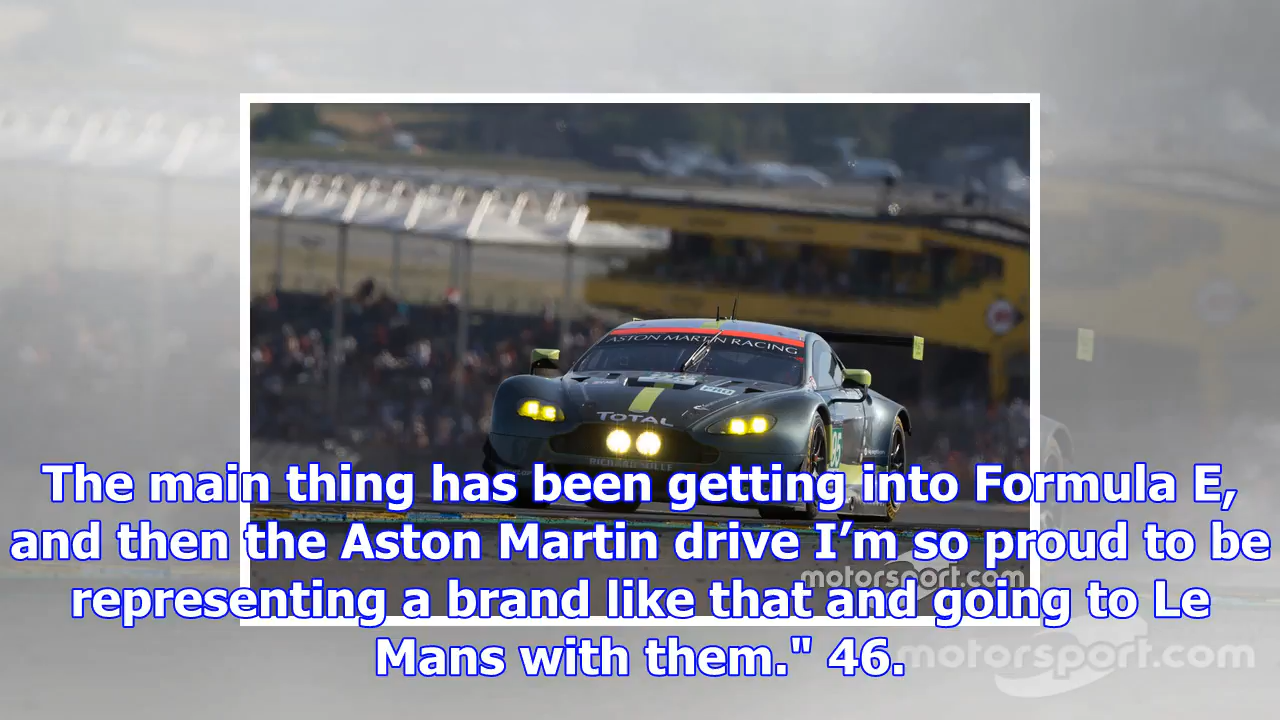 ASTON MARTIN RACING
TOTAL
95
The main thing has been getting into Formula E,
and then the Aston Martin drive I’m so proud to be
motorsport.com
representing a brand like that and going to Le
Mans with them." 46.
motorsport.com